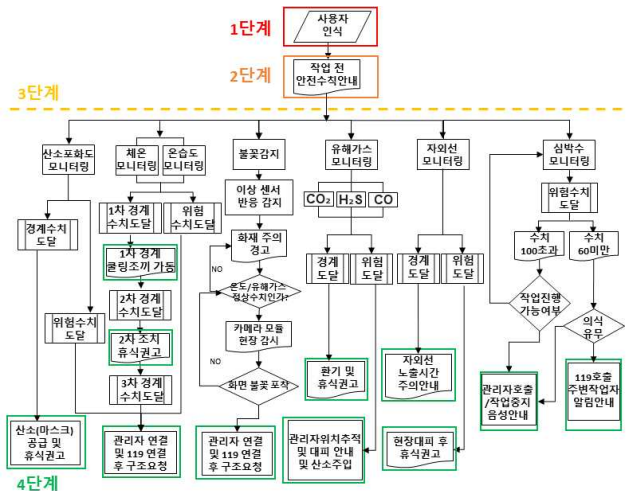 1단계
사용자
인식
2단계
작업 전
안전수칙안내
3단계
산소포화도
모니터링
체온
모니터링
온습도
모니터링
불꽃감지
유해가스
모니터링
자외선
모니터링
심박수
모니터링
이상 센서
반응 감지
CO₂
H₂S
CO
위험수치
도달
경계수치
도달
1차 경계
수치도달
위험
수치도달
화재 주의
경고
수치
100초과
수치
60미만
1차 경계
쿨링조끼 가동
NO
온도/유해가스
정상수치인가?
경계
도달
위험
도달
경계
도달
위험
도달
2차 경계
수치도달
작업진행
가능여부
위험수치
도달
카메라 모듈
현장 감시
의식
유무
2차 조치
휴식권고
NO
화면 불꽃 포착
환기 및
휴식권고
자외선
노출시간
주의안내
3차 경계
수치도달
관리자호출
/작업중지
음성안내
119호출
주변작업자
알림안내
산소(마스크)
공급 및
휴식권고
관리자 연결
및 119 연결
후 구조요청
관리자 연결
및 119 연결
후 구조요청
관리자위치추적
및 대피 안내
및 산소주입
현장대피 후
휴식권고
4단계